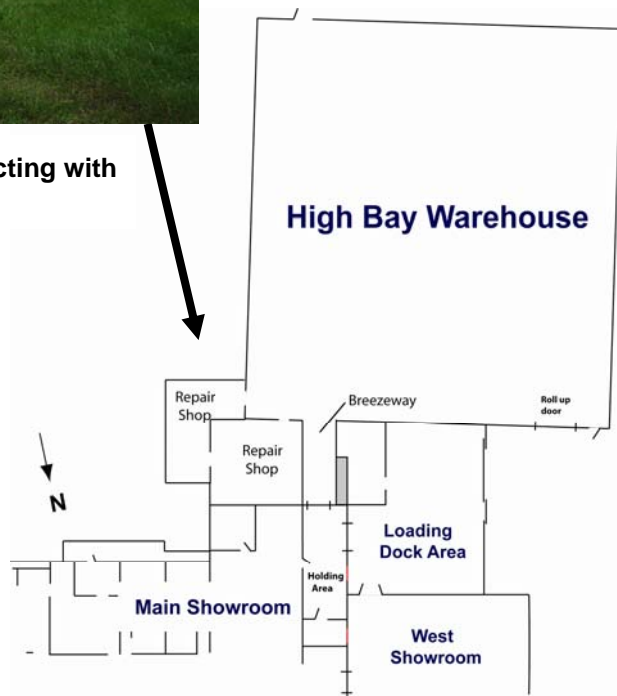 cting with
High Bay Warehouse
Repair
Shop
Breezeway
Roll up
door
Repair
Shop
N
Loading
Dock Area
Holding
Area
Main Showroom
West
Showroom